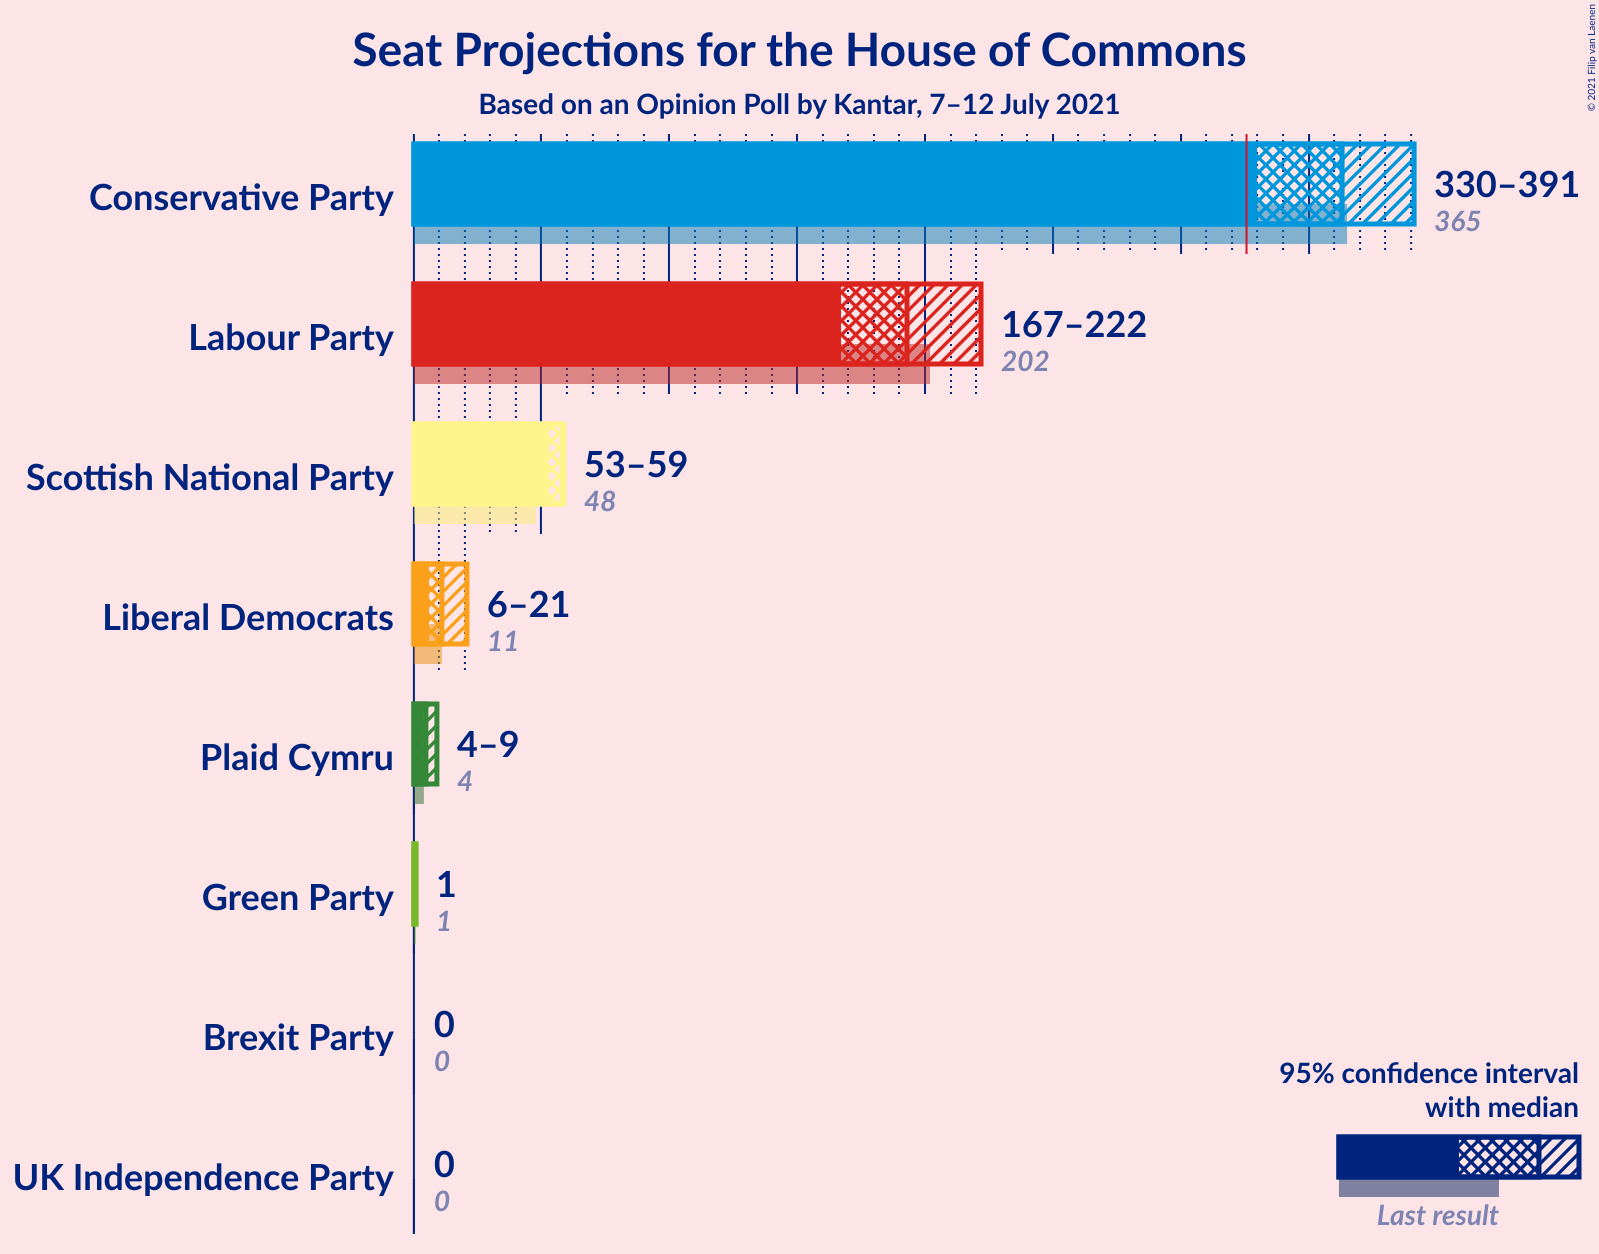 Seat Projections for the House of Commons
Based on an Opinion Poll by Kantar, 7–12 July 2021
© 2021 Filip van Laenen
Conservative Party
330–391
365
Labour Party
167–222
202
Scottish National Party
53–59
48
Liberal Democrats
6–21
11
Plaid Cymru
4–9
4
Green Party
1
1
Brexit Party
0
0
UK Independence Party
0
0
95% confidence interval
with median
Last result